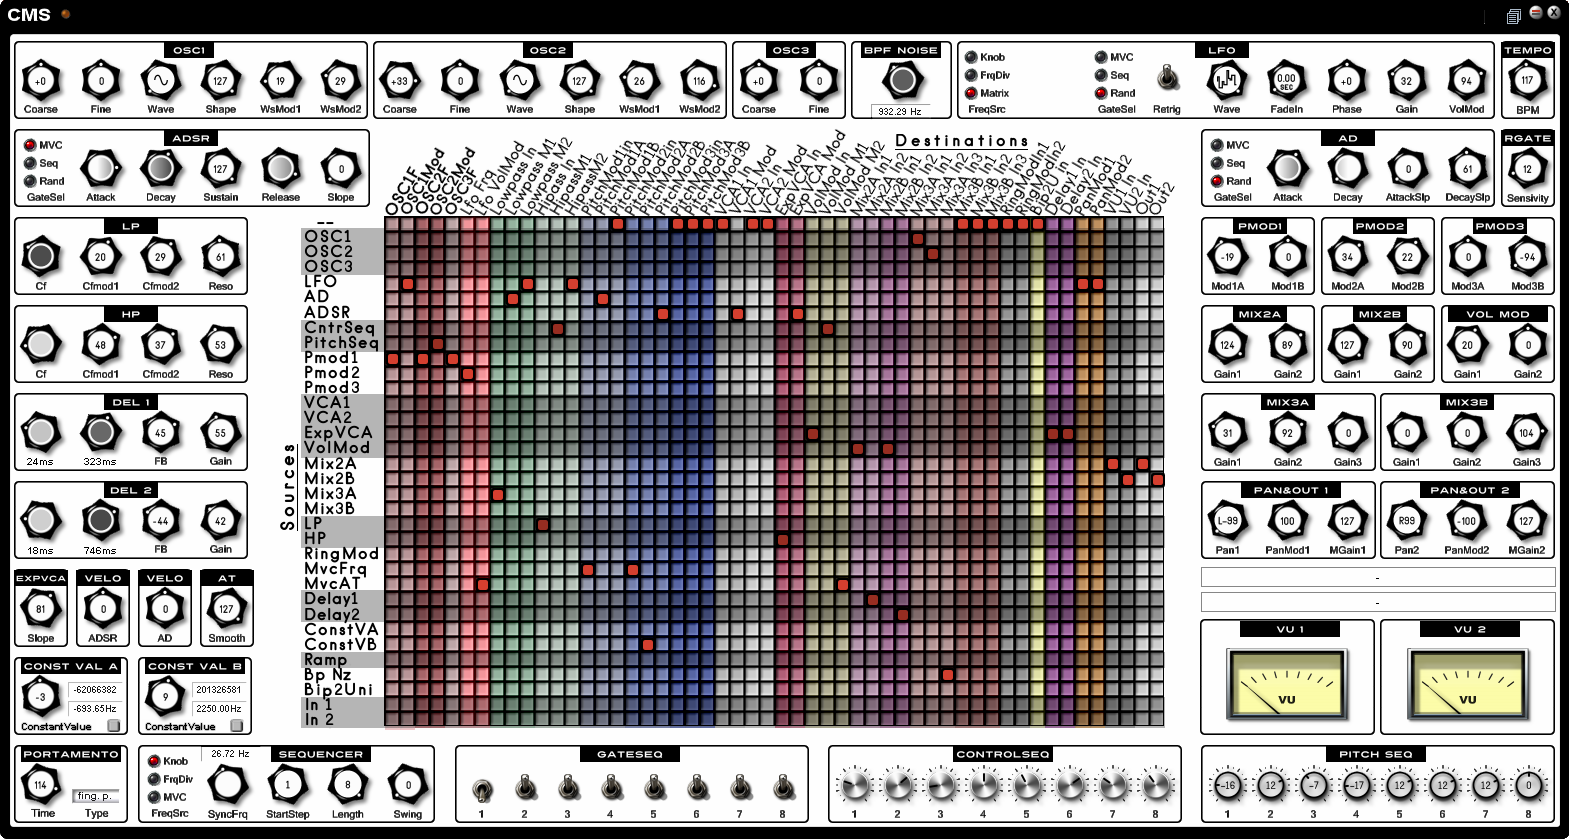 CMS
OSC1
+0 0 127 19 29
Coarse Fine Wave Shape WsMod1 WsMod2
OSC2
+33 0 127 26 116
Coarse Fine Wave Shape WsMod1 WsMod2
OSC3
+0 0
Coarse Fine
BPF NOISE
932.29 Hz
LFO
Knob
FrqDiv
Matrix
FreqSrc
MVC
Seq
Rand
GateSel
Retrig
0.00 SEC +0 32 94
Wave FadeIn Phase Gain VolMod
TEMPO
117
BPM
ADSR
MVC
Seq
Rand
GateSel
127 0
Attack Decay Sustain Release Slope
Destinations
AD
MVC
Seq
Rand
GateSel
0 0 61
Attack Decay AttackSlp DecaySlp
RGATE
12
Sensivity
LP
20 29 61
Cf Cfmod1 Cfmod2 Reso
HP
48 37 53
Cf Cfmod1 Cfmod2 Reso
DEL 1
45 55
24ms 323ms FB Gain
DEL 2
-44 42
18ms 746ms FB Gain
EXPVCA
81
Slope
VELO
0
ADSR
VELO
0
AD
AT
127
Smooth
CONST VAL A
-3
-62066382
-693.65Hz
ConstantValue
CONST VAL B
9
201326581
2250.00Hz
ConstantValue
OSC1F
OSC1Mod
OSC2F
OSC2Mod
OSC3F
Lfo Frq
Lfo VolMod
Lowpass In
Lowpass M1
Lowpass M2
Hpass In
HpassM1
HpassM2
PitchMod1in
PitchMod1A
PitchMod1B
PitchMod2in
PitchMod2A
PitchMod2B
PitchMod3in
PitchMod3A
PitchMod3B
VCA1 In
VCA1 Mod
VCA2 In
VCA2 Mod
ExpVCA In
ExpVCA Mod
VolMod In
VolMod M1
VolMod M2
Mix2A In1
Mix2A In2
Mix2B In1
Mix2B In2
Mix3A In1
Mix3A In2
Mix3A In3
Mix3B In1
Mix3B In2
Mix3B In3
RingModIn1
RingModIn2
Bip2U In
Delay1 In
Delay2 In
PanMod1
PanMod2
VU1 In
VU2 In
Out1
Out2
Sources
--
OSC1
OSC2
OSC3
LFO
AD
ADSR
CntrSeq
PitchSeq
Pmod1
Pmod2
Pmod3
VCA1
VCA2
ExpVCA
VolMod
Mix2A
Mix2B
Mix3A
Mix3B
LP
HP
RingMod
MvcFrq
MvcAT
Delay1
Delay2
ConstVA
ConstVB
Ramp
Bp Nz
Bip2Uni
In 1
In 2
PMOD1
-19 0
Mod1A Mod1B
PMOD2
34 22
Mod2A Mod2B
PMOD3
0 -94
Mod3A Mod3B
MIX2A
124 89
Gain1 Gain2
MIX2B
127 90
Gain1 Gain2
VOL MOD
20 0
Gain1 Gain2
MIX3A
31 92 0
Gain1 Gain2 Gain3
MIX3B
0 0 104
Gain1 Gain2 Gain3
PAN&OUT 1
L-99 100 127
Pan1 PanMod1 MGain1
PAN&OUT 2
R99 -100 127
Pan2 PanMod2 MGain2
-
-
VU 1
VU
VU 2
VU
PORTAMENTO
114
fing. p.
Time Type
SEQUENCER
Knob
FrqDiv
MVC
FreqSrc
26.72 Hz
1 8 0
SyncFrq StartStep Length Swing
GATESEQ
1 2 3 4 5 6 7 8
CONTROLSEQ
1 2 3 4 5 6 7 8
PITCH SEQ
-16 12 -7 -17 12 12 12 0
1 2 3 4 5 6 7 8